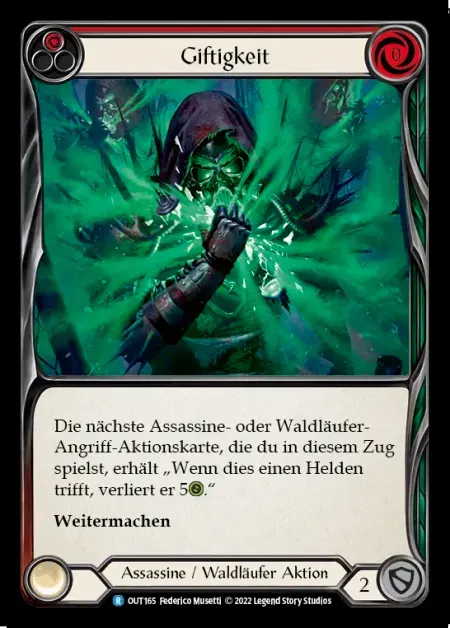 Giftigkeit
0
Die nächste Assassine- oder Waldläufer-
Angriff-Aktionskarte, die du in diesem Zug
spielst, erhält „Wenn dies einen Helden
trifft, verliert er 5.“
Weitermachen
Assassine / Waldläufer Aktion
2
R OUT165 Federico Musetti © 2022 Legend Story Studios